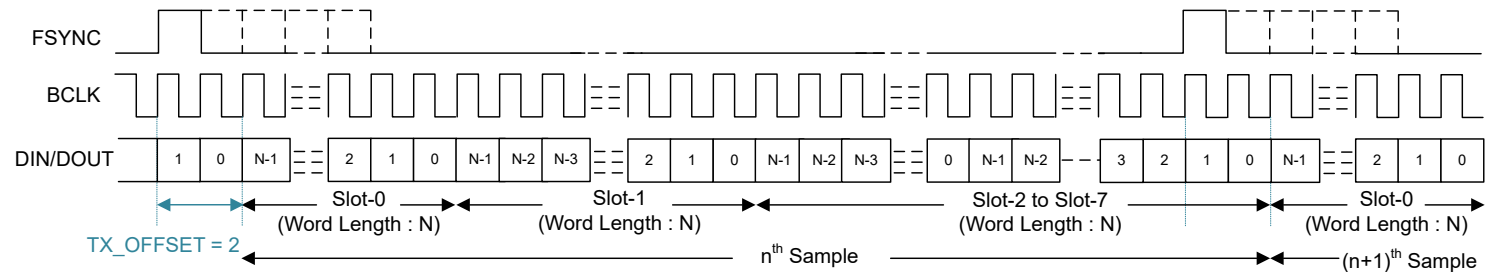 FSYNC
BCLK
DIN/DOUT
1 0 N-1 2 1 0 N-1 N-2 N-3 2 1 0 N-1 N-2 N-3 0 N-1 N-2 3 2 1 0 N-1 2 1 0
Slot-0 Slot-1 Slot-2 to Slot-7 Slot-0
(Word Length : N) (Word Length : N) (Word Length : N) (Word Length : N)
TX_OFFSET = 2 nth Sample (n+1)th Sample